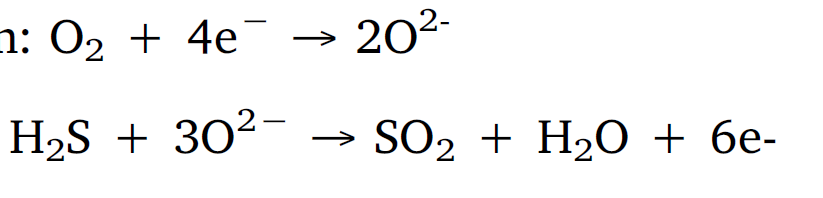 n: O₂ + 4e⁻ → 2O²⁻
H₂S + 3O²⁻ → SO₂ + H₂O + 6e-